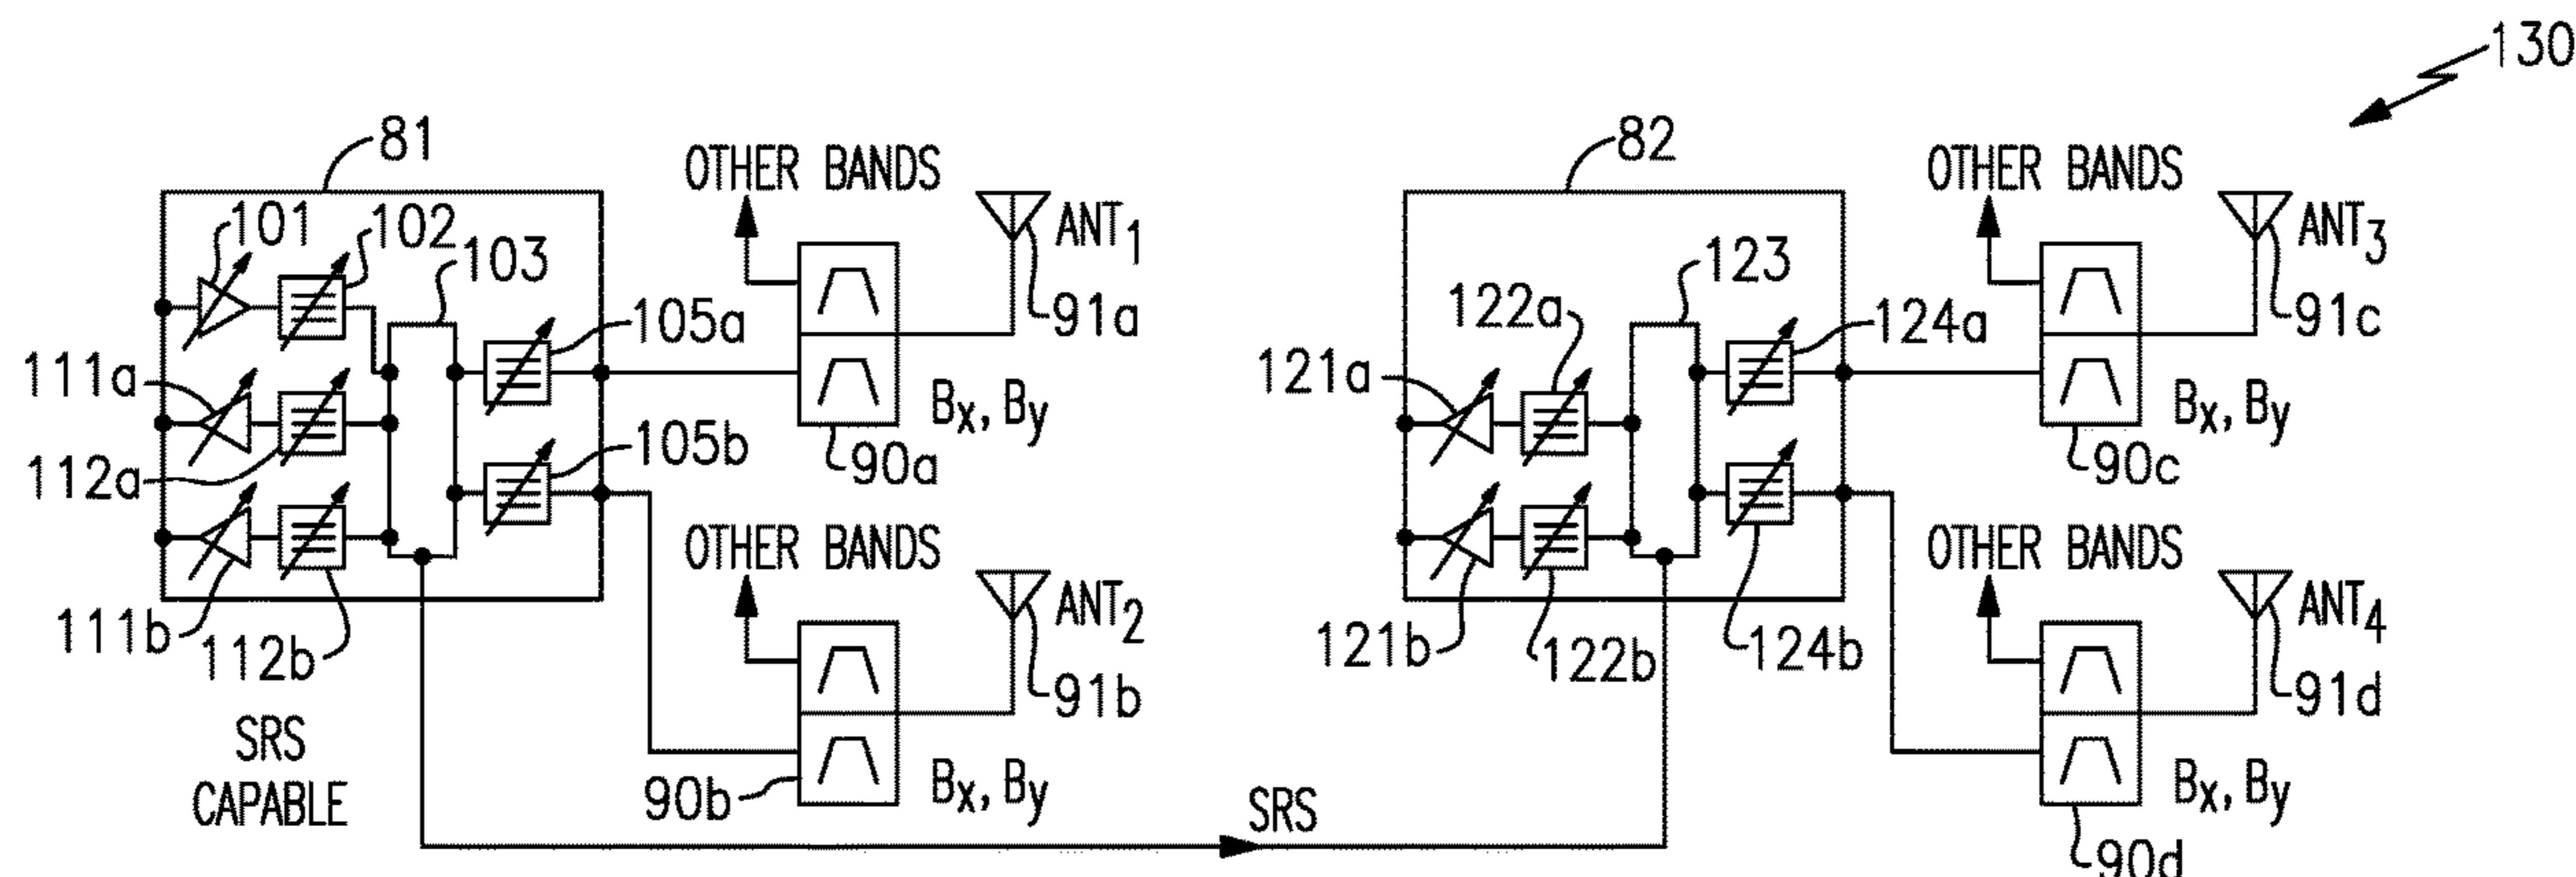 130
81
82
OTHER BANDS
OTHER BANDS
101
102
103
ANT1
ANT3
123
91a
91c
105a
122a
124a
111a
121a
Bx, By
Bx, By
112a
105b
90a
90c
OTHER BANDS
OTHER BANDS
111b
112b
ANT2
121b
122b
124b
ANT4
91b
91d
SRS
CAPABLE
90b
Bx, By
SRS
Bx, By
90d